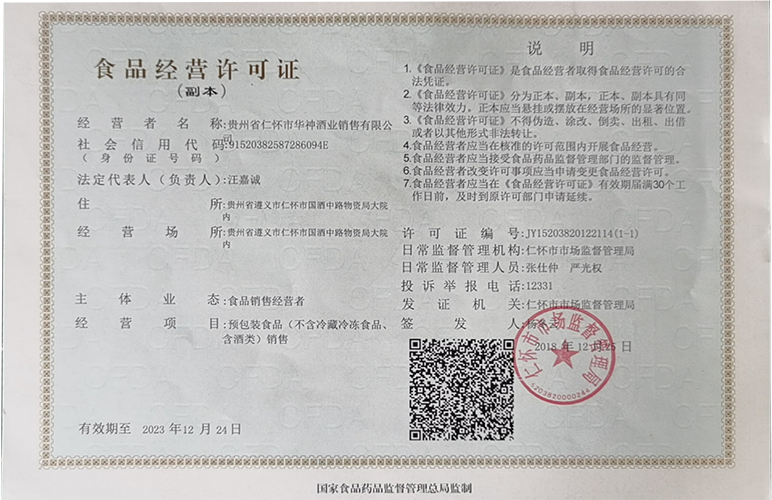 食品经营许可证
（副本）
经营者名称:贵州省仁怀市华神酒业销售有限公
司
社会信用代码:91520382587286094E
（身份证号码）
法定代表人（负责人）:汪嘉诚
住所:贵州省遵义市仁怀市国酒中路物资局大院
内
经营场所:贵州省遵义市仁怀市国酒中路物资局大院
内
主体业态:食品销售经营者
经营项目:预包装食品（不含冷藏冷冻食品、
含酒类）销售
有效期至 2023 年12 月 24日
说明
1.《食品经营许可证》是食品经营者取得食品经营许可的合
法凭证。
2.《食品经营许可证》分为正本、副本，正本、副本具有同
等法律效力。正本应当悬挂或摆放在经营场所的显著位置。
3.《食品经营许可证》不得伪造、涂改、倒卖、出租、出借
或者以其他形式非法转让。
4.食品经营者应当在核准的许可范围内开展食品经营。
5.食品经营者应当接受食品药品监督管理部门的监督管理。
6.食品经营者改变许可事项应当申请变更食品经营许可。
7.食品经营者应当在《食品经营许可证》有效期届满30个工
作日前，及时到原许可部门申请延续。
许可证编号:JY15203820122114(1-1)
日常监督管理机构:仁怀市市场监督管理局
日常监督管理人员:张仕仲 严光权
投诉举报电话:12331
发证机关:仁怀市市场监督管理局
签发人:杨
2018 年 12月25 日
仁怀市市场监督管理局
5203820000244
国家食品药品监督管理总局监制